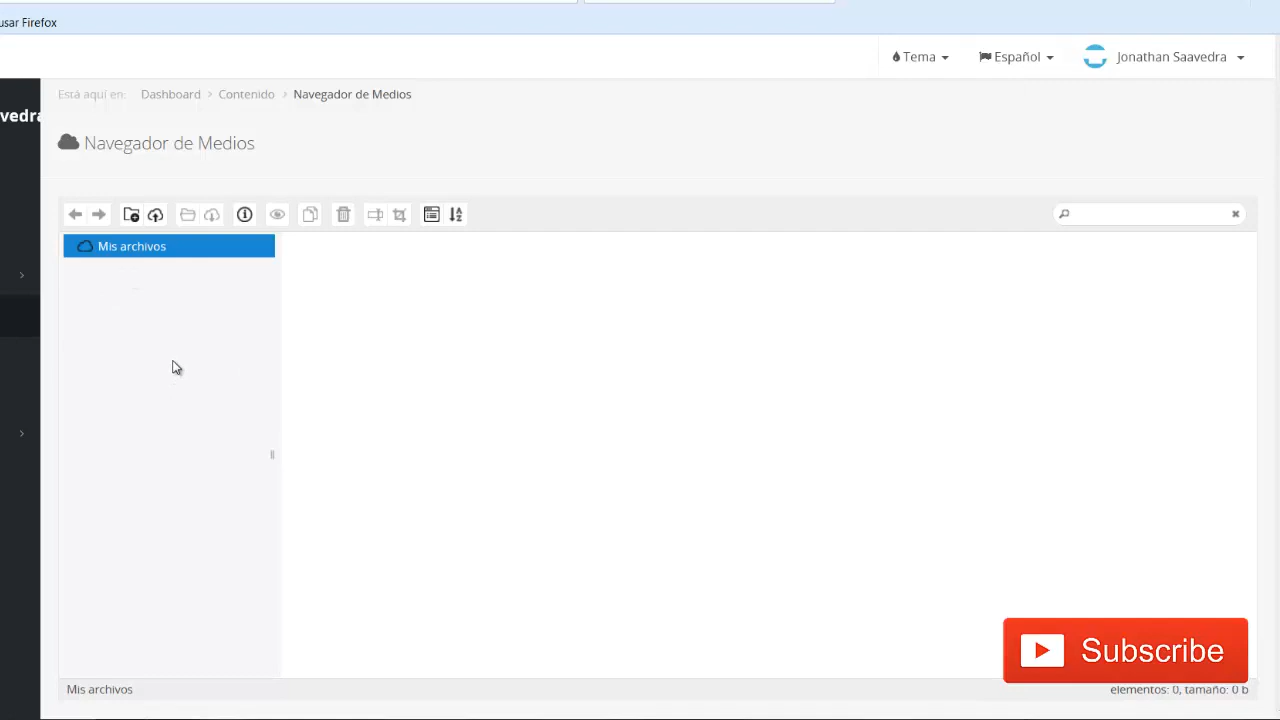 usar Firefox
Tema
Español
Jonathan Saavedra
vedra
Está aquí en: Dashboard > Contenido > Navegador de Medios
Navegador de Medios
Mis archivos
Subscribe
Mis archivos
elementos: 0, tamaño: 0 b